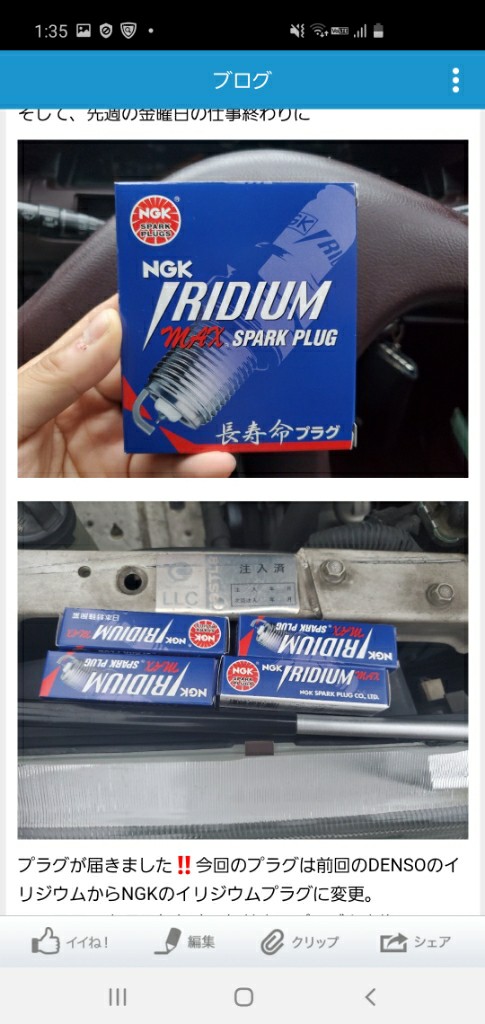 1:35
ブログ
そして、先週の金曜日の仕事終わりに
NGK
SPARK
PLUGS
®
NGK
IRIDIUM
MAX SPARK PLUG
長寿命プラグ
注入済
LLC
NGK
IRIDIUM
MAX SPARK PLUG
NGK
IRIDIUM
MAX SPARK PLUG
NGK
IRIDIUM
MAX SPARK PLUG
NGK
IRIDIUM
MAX
NGK SPARK PLUG CO., LTD.
プラグが届きました‼️今回のプラグは前回のDENSOのイ
リジウムからNGKのイリジウムプラグに変更。
イイね!
編集
クリップ
シェア